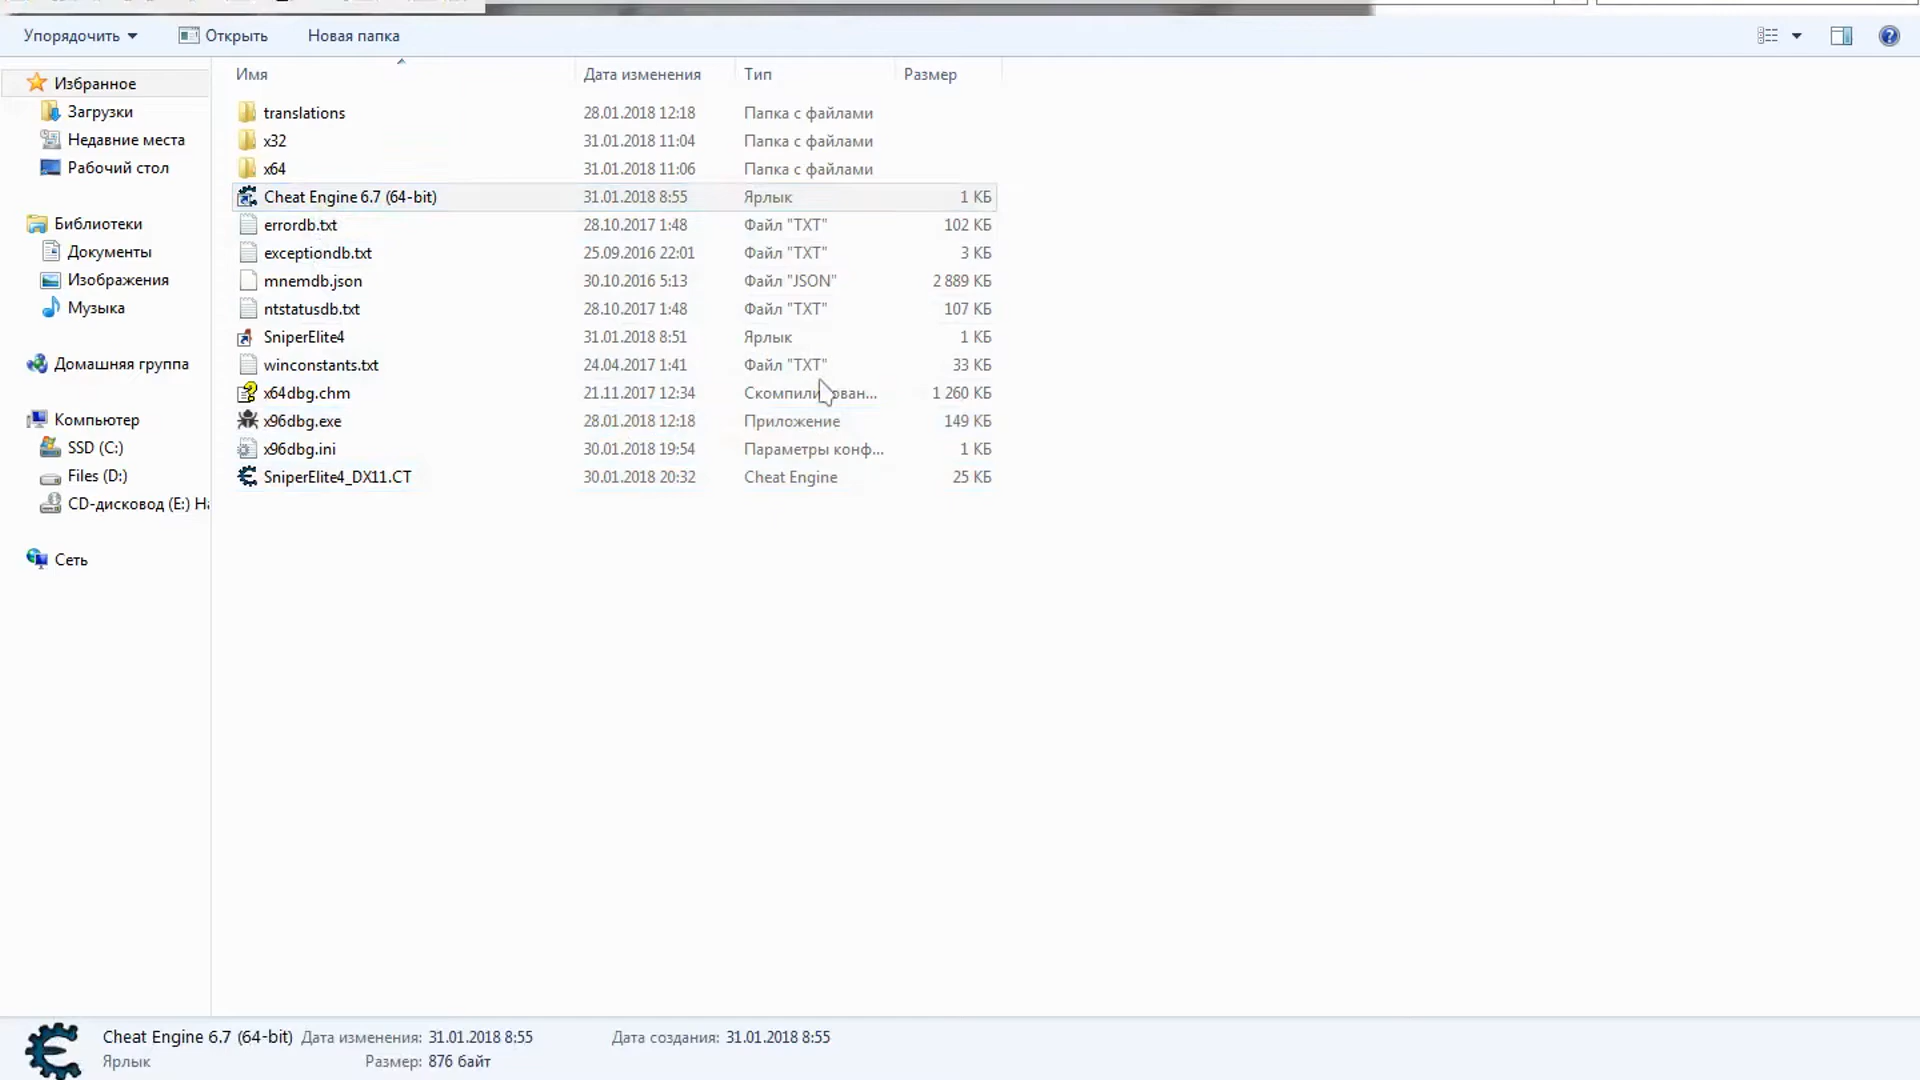 Упорядочить Открыть Новая папка
Имя Дата изменения Тип Размер
Избранное
Загрузки
Недавние места
Рабочий стол
Библиотеки
Документы
Изображения
Музыка
Домашняя группа
Компьютер
SSD (C:)
Files (D:)
CD-дисковод (E:)
Сеть
translations 28.01.2018 12:18 Папка с файлами
x32 31.01.2018 11:04 Папка с файлами
x64 31.01.2018 11:06 Папка с файлами
Cheat Engine 6.7 (64-bit) 31.01.2018 8:55 Ярлык 1 КБ
errordb.txt 28.10.2017 1:48 Файл "TXT" 102 КБ
exceptiondb.txt 25.09.2016 22:01 Файл "TXT" 3 КБ
mnemdb.json 30.10.2016 5:13 Файл "JSON" 2 889 КБ
ntstatusdb.txt 28.10.2017 1:48 Файл "TXT" 107 КБ
SniperElite4 31.01.2018 8:51 Ярлык 1 КБ
winconstants.txt 24.04.2017 1:41 Файл "TXT" 33 КБ
x64dbg.chm 21.11.2017 12:34 1 260 КБ
x96dbg.exe 28.01.2018 12:18 Приложение 149 КБ
x96dbg.ini 30.01.2018 19:54 Параметры конф... 1 КБ
SniperElite4_DX11.CT 30.01.2018 20:32 Cheat Engine 25 КБ
Cheat Engine 6.7 (64-bit) Дата изменения: 31.01.2018 8:55 Дата создания: 31.01.2018 8:55
Ярлык Размер: 876 байт